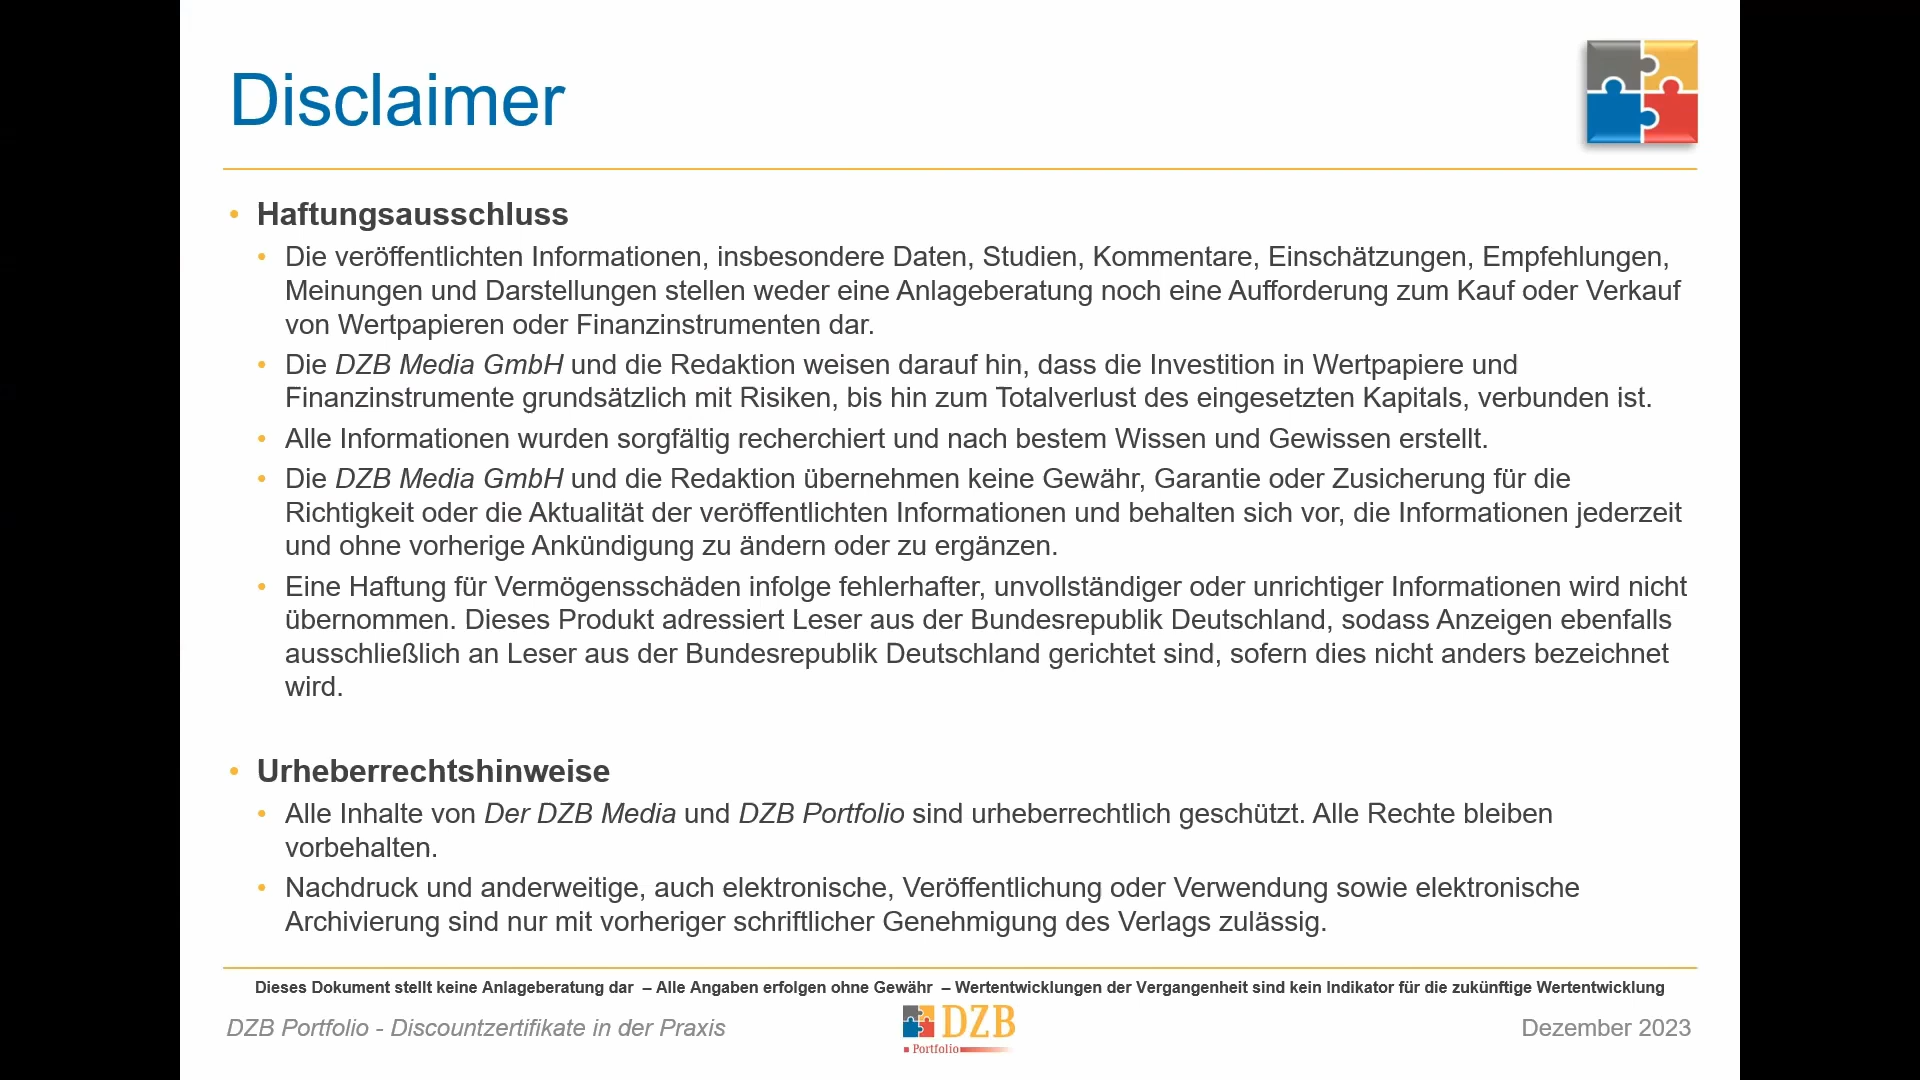 Disclaimer
• Haftungsausschluss
• Die veröffentlichten Informationen, insbesondere Daten, Studien, Kommentare, Einschätzungen, Empfehlungen,
Meinungen und Darstellungen stellen weder eine Anlageberatung noch eine Aufforderung zum Kauf oder Verkauf
von Wertpapieren oder Finanzinstrumenten dar.
• Die DZB Media GmbH und die Redaktion weisen darauf hin, dass die Investition in Wertpapiere und
Finanzinstrumente grundsätzlich mit Risiken, bis hin zum Totalverlust des eingesetzten Kapitals, verbunden ist.
• Alle Informationen wurden sorgfältig recherchiert und nach bestem Wissen und Gewissen erstellt.
• Die DZB Media GmbH und die Redaktion übernehmen keine Gewähr, Garantie oder Zusicherung für die
Richtigkeit oder die Aktualität der veröffentlichten Informationen und behalten sich vor, die Informationen jederzeit
und ohne vorherige Ankündigung zu ändern oder zu ergänzen.
• Eine Haftung für Vermögensschäden infolge fehlerhafter, unvollständiger oder unrichtiger Informationen wird nicht
übernommen. Dieses Produkt adressiert Leser aus der Bundesrepublik Deutschland, sodass Anzeigen ebenfalls
ausschließlich an Leser aus der Bundesrepublik Deutschland gerichtet sind, sofern dies nicht anders bezeichnet
wird.
• Urheberrechtshinweise
• Alle Inhalte von Der DZB Media und DZB Portfolio sind urheberrechtlich geschützt. Alle Rechte bleiben
vorbehalten.
• Nachdruck und anderweitige, auch elektronische, Veröffentlichung oder Verwendung sowie elektronische
Archivierung sind nur mit vorheriger schriftlicher Genehmigung des Verlags zulässig.
Dieses Dokument stellt keine Anlageberatung dar – Alle Angaben erfolgen ohne Gewähr – Wertentwicklungen der Vergangenheit sind kein Indikator für die zukünftige Wertentwicklung
DZB Portfolio - Discountzertifikate in der Praxis
DZB
Portfolio
Dezember 2023